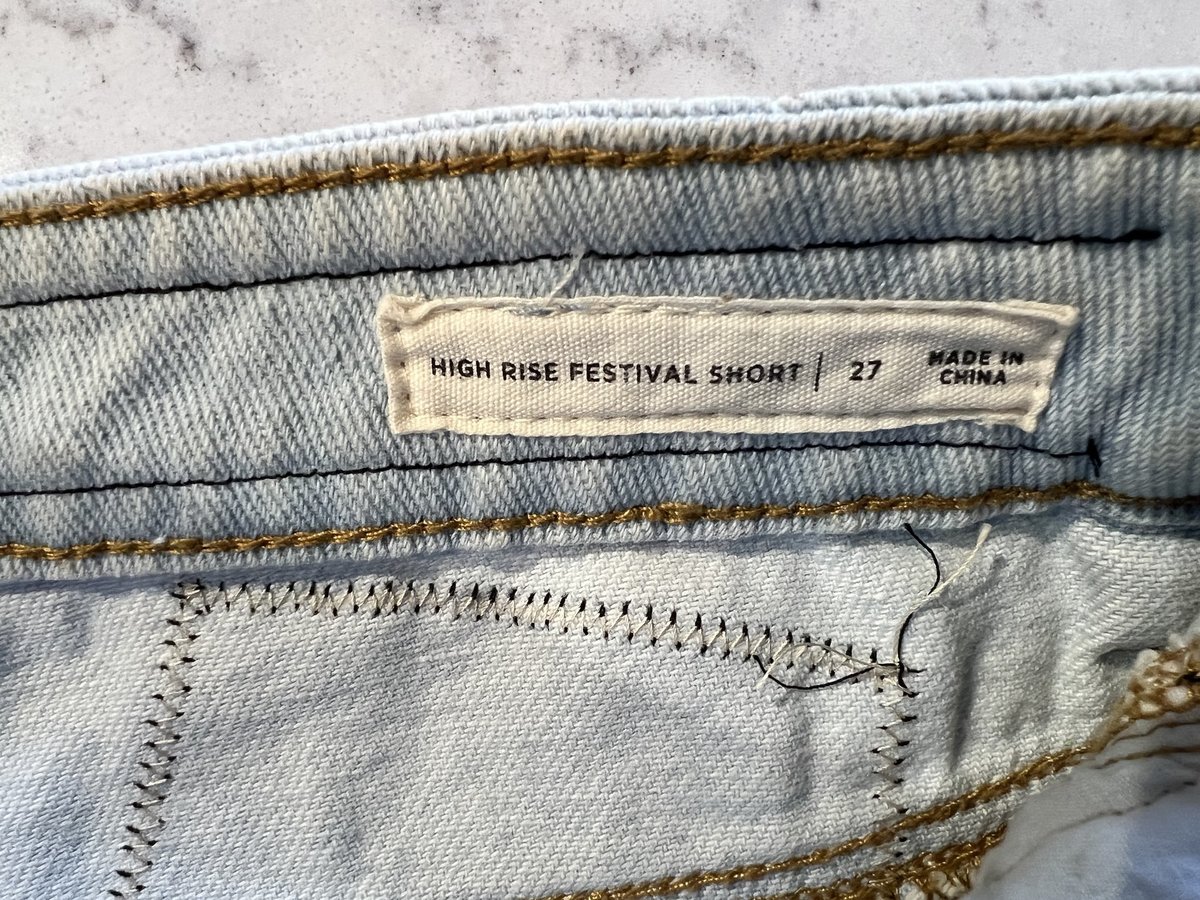 HIGH RISE FESTIVAL SHORT | 27
MADE IN
CHINA